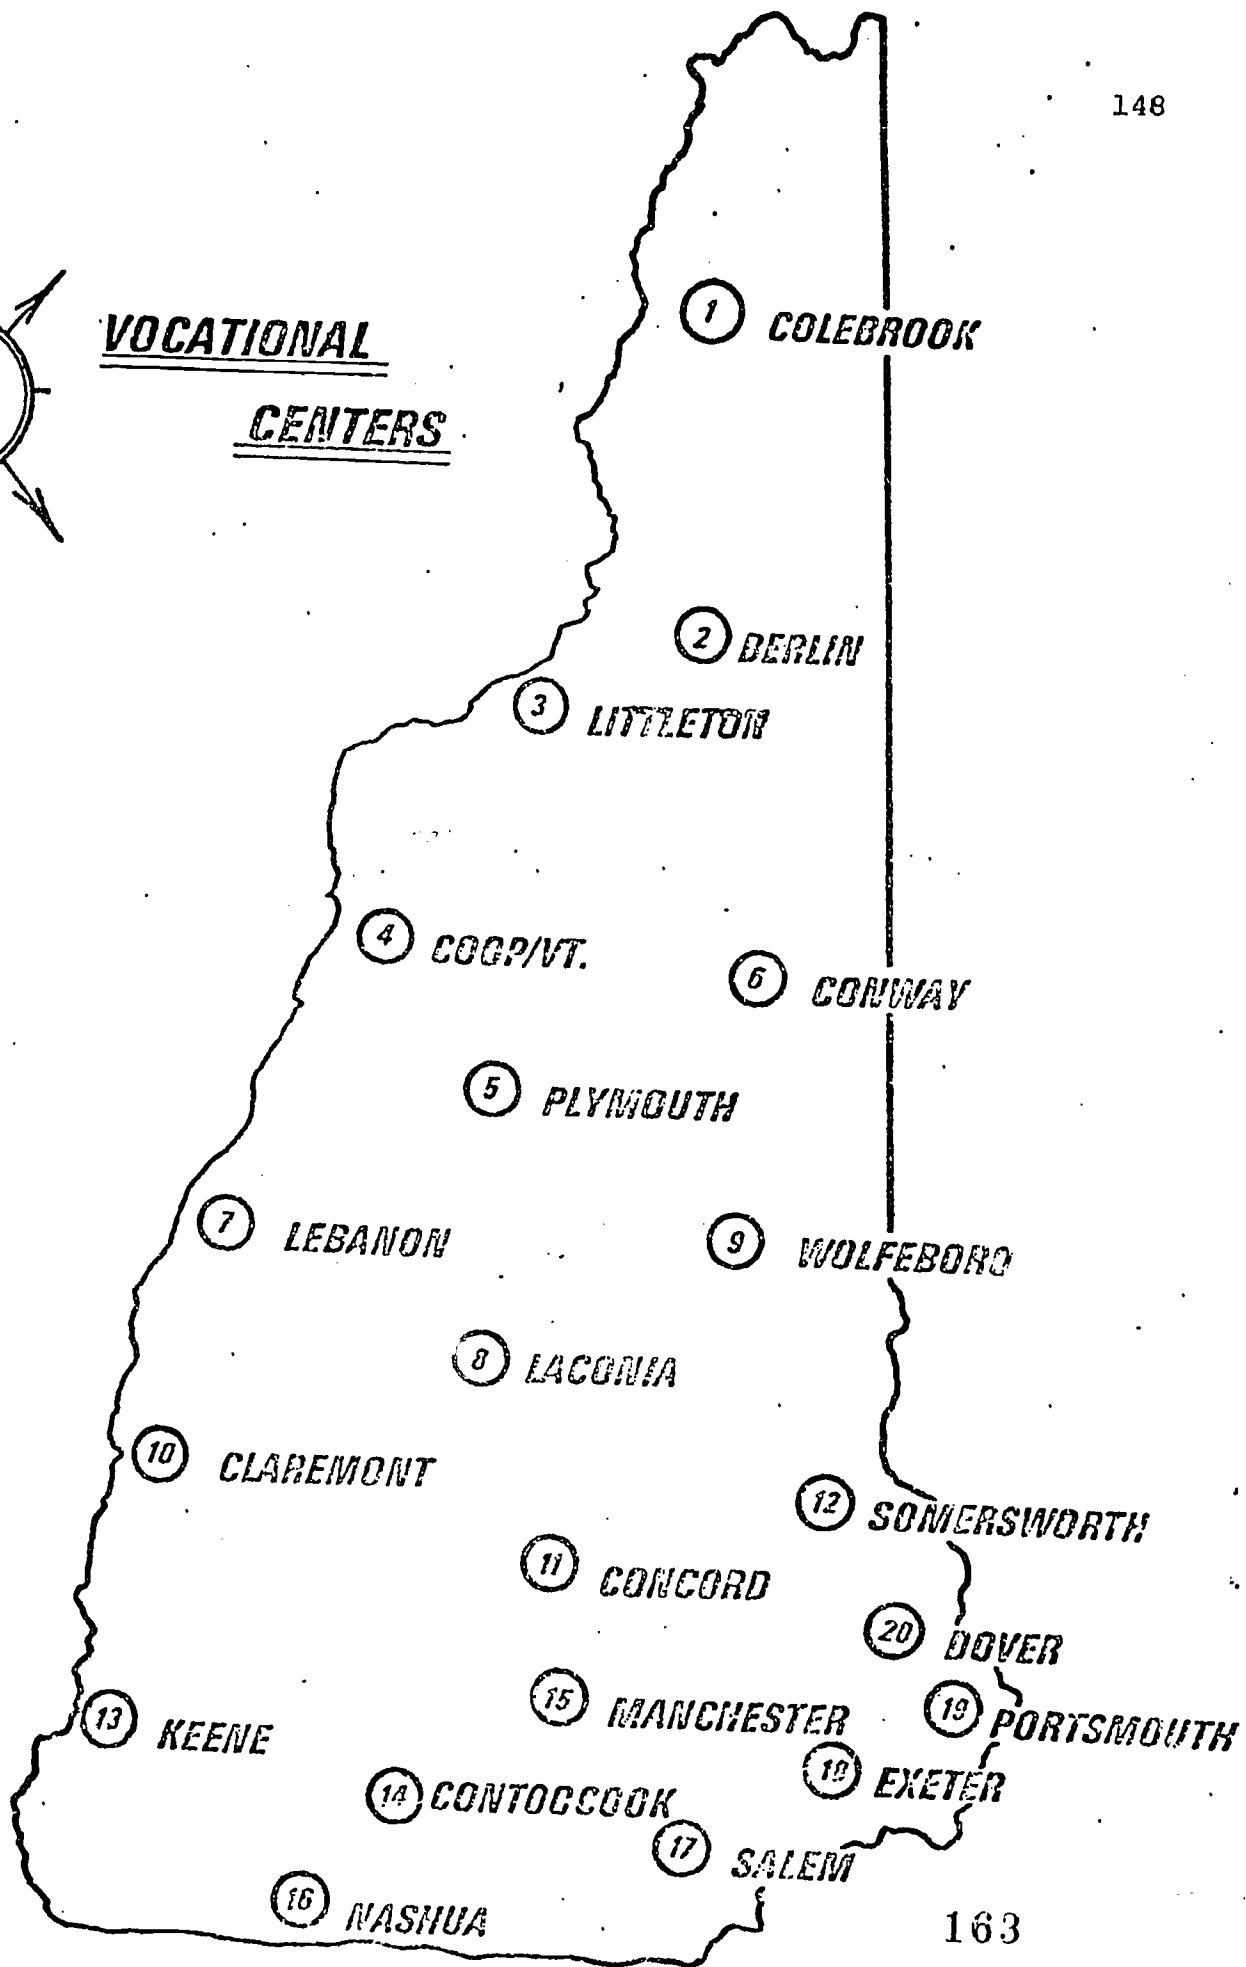 148
VOCATIONAL
CENTERS
1 COLEBROOK
2 BERLIN
3 LITTLETON
4 COOP/VT.
6 CONWAY
5 PLYMOUTH
7 LEBANON
9 WOLFEBORO
8 LACONIA
10 CLAREMONT
12 SOMERSWORTH
11 CONCORD
20 DOVER
13 KEENE
15 MANCHESTER
19 PORTSMOUTH
18 EXETER
14 CONTOCCOOK
17 SALEM
16 NASHUA
163